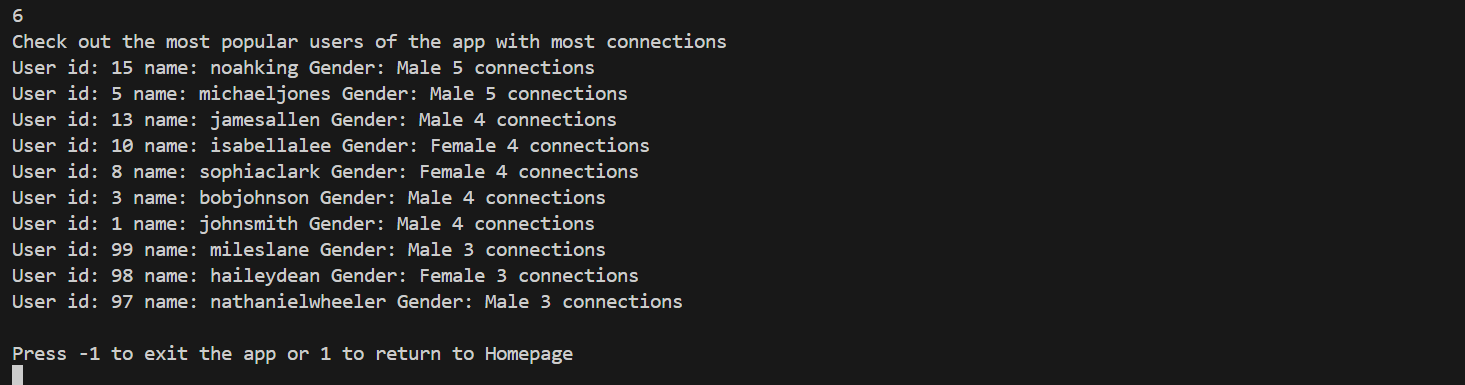 6
Check out the most popular users of the app with most connections
User id: 15 name: noahking Gender: Male 5 connections
User id: 5 name: michaeljones Gender: Male 5 connections
User id: 13 name: jamesallen Gender: Male 4 connections
User id: 10 name: isabellalee Gender: Female 4 connections
User id: 8 name: sophiaclark Gender: Female 4 connections
User id: 3 name: bobjohnson Gender: Male 4 connections
User id: 1 name: johnsmith Gender: Male 4 connections
User id: 99 name: mileslane Gender: Male 3 connections
User id: 98 name: haileydean Gender: Female 3 connections
User id: 97 name: nathanielwheeler Gender: Male 3 connections
Press -1 to exit the app or 1 to return to Homepage